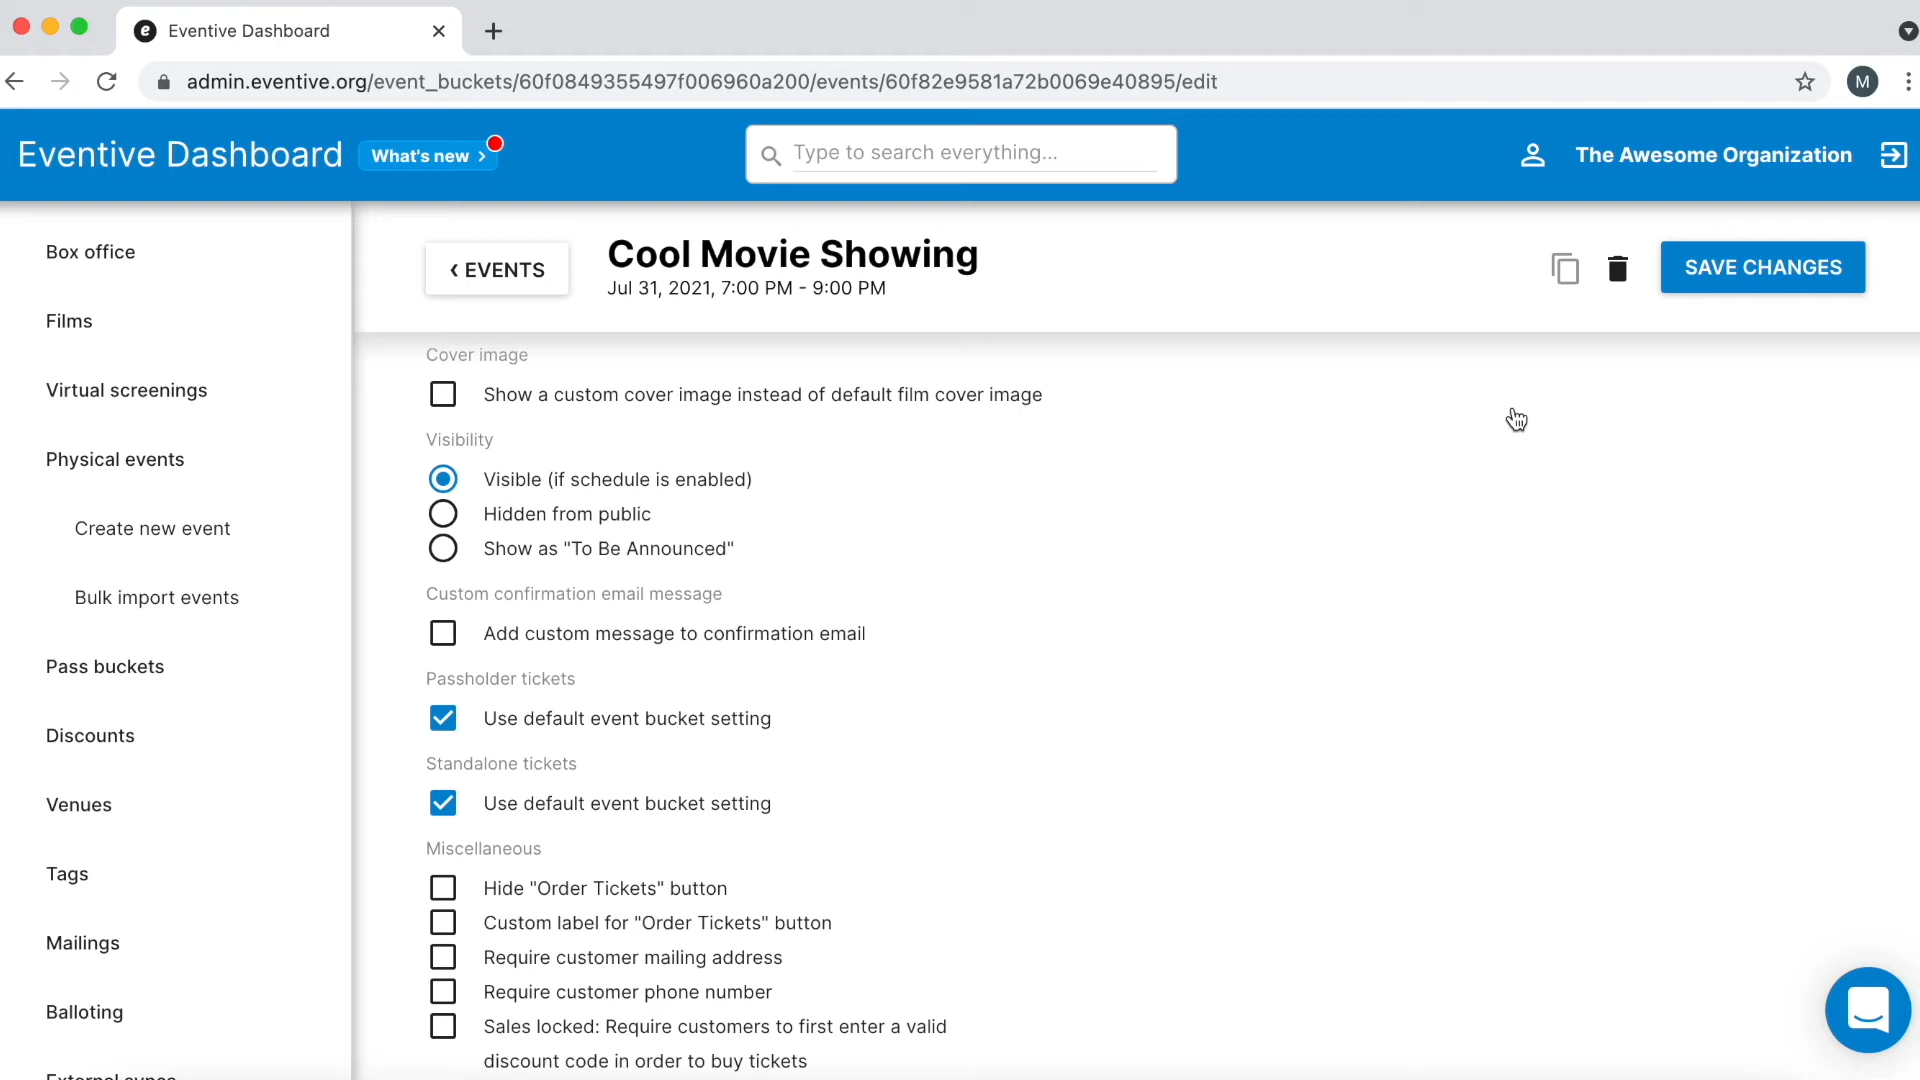 Eventive Dashboard
admin.eventive.org/event_buckets/60f0849355497f006960a200/events/60f82e9581a72b0069e40895/edit
M
Eventive Dashboard
What's new ›
Type to search everything...
The Awesome Organization
Box office
Films
Virtual screenings
Physical events
Create new event
Bulk import events
Pass buckets
Discounts
Venues
Tags
Mailings
Balloting
External syncs
‹ EVENTS
Cool Movie Showing
Jul 31, 2021, 7:00 PM - 9:00 PM
SAVE CHANGES
Cover image
Show a custom cover image instead of default film cover image
Visibility
Visible (if schedule is enabled)
Hidden from public
Show as "To Be Announced"
Custom confirmation email message
Add custom message to confirmation email
Passholder tickets
Use default event bucket setting
Standalone tickets
Use default event bucket setting
Miscellaneous
Hide "Order Tickets" button
Custom label for "Order Tickets" button
Require customer mailing address
Require customer phone number
Sales locked: Require customers to first enter a valid
discount code in order to buy tickets